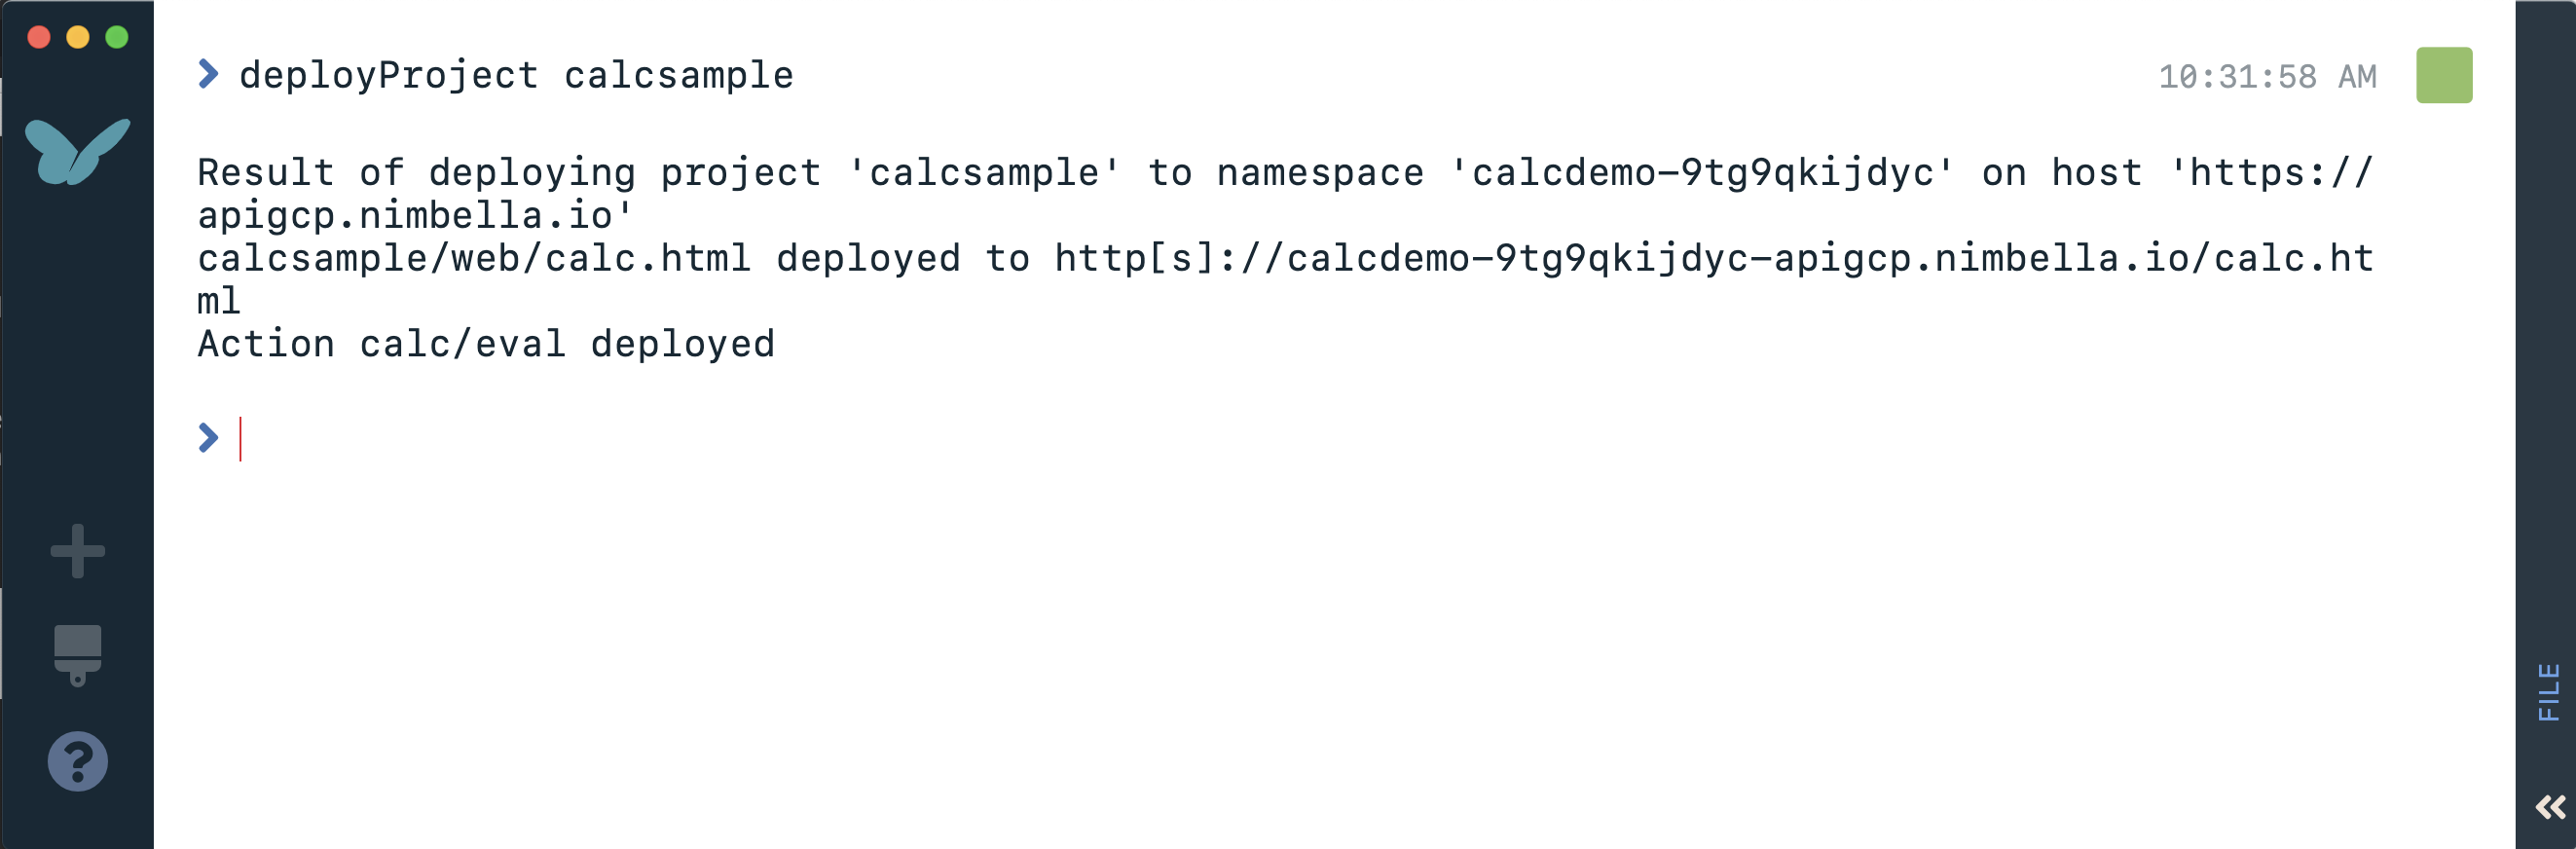 deployProject calcsample 10:31:58 AM
Result of deploying project 'calcsample' to namespace 'calcdemo-9tg9qkijdyc' on host 'https://
apigcp.nimbella.io'
calcsample/web/calc.html deployed to http[s]://calcdemo-9tg9qkijdyc-apigcp.nimbella.io/calc.ht
ml
Action calc/eval deployed
FILE